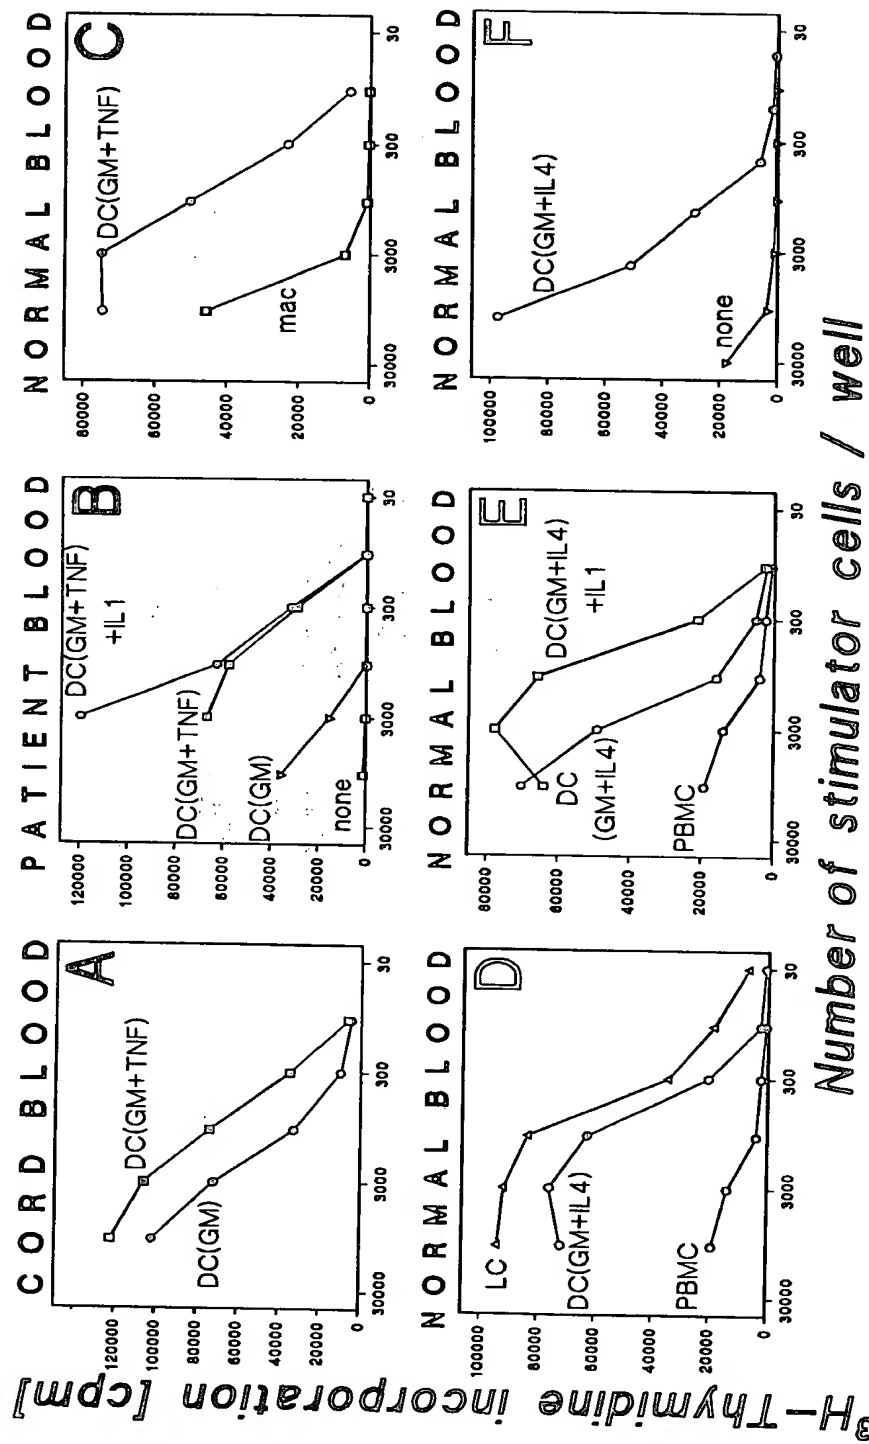 ³H–Thymidine incorporation [cpm]
CORD BLOOD
A
120000
100000
80000
60000
40000
20000
0
30000
3000
300
30
DC(GM+TNF)
DC(GM)
PATIENT BLOOD
B
120000
100000
80000
60000
40000
20000
0
30000
3000
300
30
DC(GM+TNF)
+IL1
DC(GM+TNF)
DC(GM)
none
NORMAL BLOOD
C
80000
60000
40000
20000
0
30000
3000
300
30
DC(GM+TNF)
mac
NORMAL BLOOD
D
100000
80000
60000
40000
20000
0
30000
3000
300
30
LC
DC(GM+IL4)
PBMC
NORMAL BLOOD
E
80000
60000
40000
20000
0
30000
3000
300
30
DC(GM+IL4)
+IL1
DC
(GM+IL4)
PBMC
NORMAL BLOOD
F
100000
80000
60000
40000
20000
0
30000
3000
300
30
DC(GM+IL4)
none
Number of stimulator cells / well